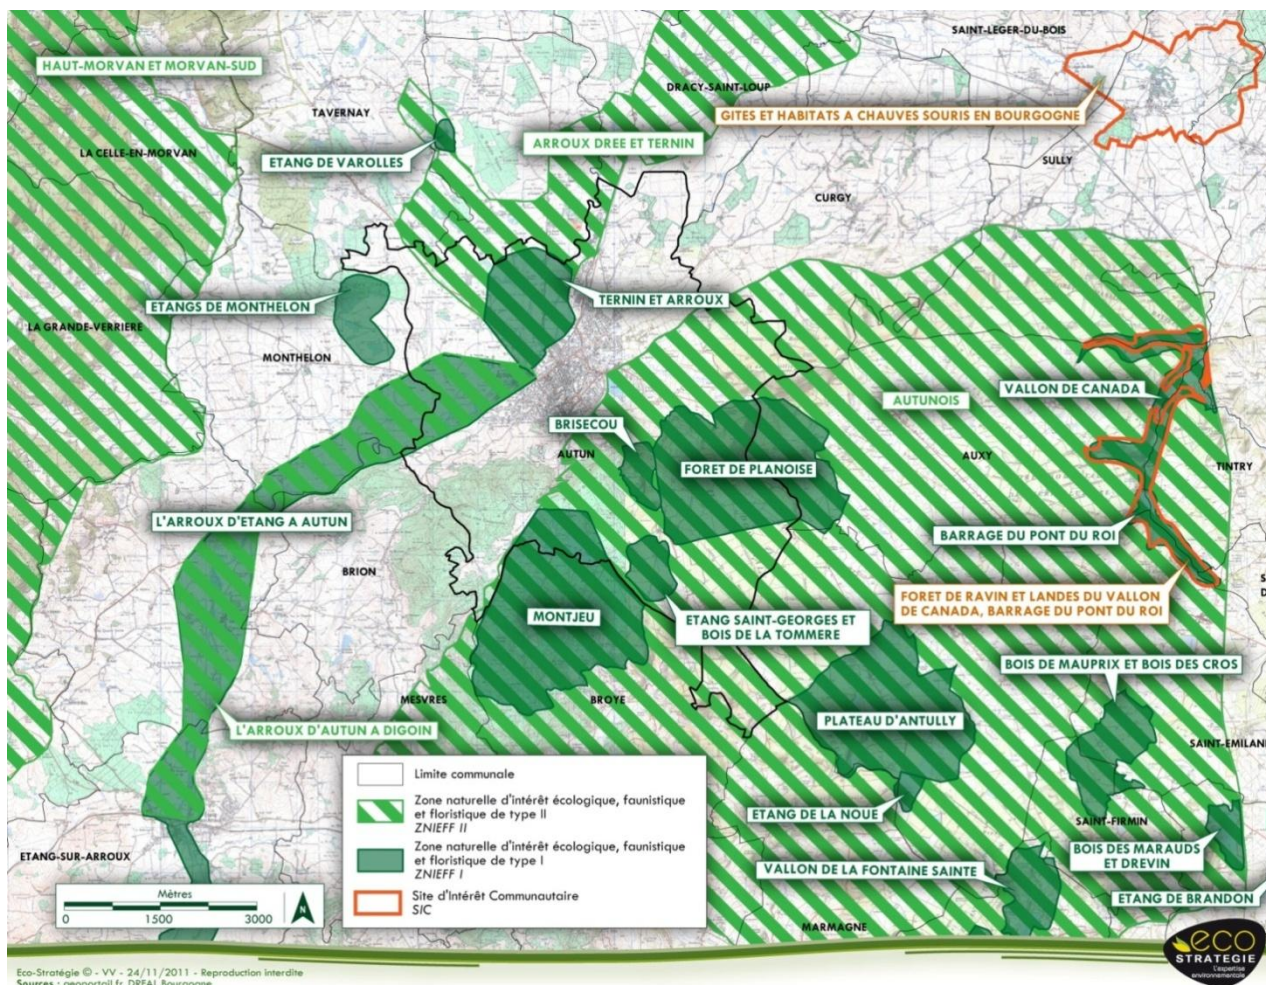 SAINT-LEGER-DU-BOIS
HAUT-MORVAN ET MORVAN-SUD
DRACY-SAINT-LOUP
TAVERNAY
GITES ET HABITATS A CHAUVES SOURIS EN BOURGOGNE
ARROUX DREE ET TERNIN
LA CELLE-EN-MORVAN
ETANG DE VAROLLES
SULLY
CURGY
ETANGS DE MONTHELON
TERNIN ET ARROUX
LA GRANDE-VERRIERE
MONTHELON
VALLON DE CANADA
AUTUNOIS
BRISECOU
AUTUN
AUXY
FORET DE PLANOISE
TINTRY
L'ARROUX D'ETANG A AUTUN
BARRAGE DU PONT DU ROI
BRION
FORET DE RAVIN ET LANDES DU VALLON
DE CANADA, BARRAGE DU PONT DU ROI
MONTJEU
ETANG SAINT-GEORGES ET
BOIS DE LA TOMMERE
BOIS DE MAUPRIX ET BOIS DES CROS
MESVRES
BROYE
PLATEAU D'ANTULLY
L'ARROUX D'AUTUN A DIGOIN
SAINT-EMILAN
Limite communale
Zone naturelle d'intérêt écologique, faunistique
et floristique de type II
ZNIEFF II
Zone naturelle d'intérêt écologique, faunistique
et floristique de type I
ZNIEFF I
Site d'Intérêt Communautaire
SIC
ETANG DE LA NOUE
SAINT-FIRMIN
BOIS DES MARAUDS
ET DREVIN
ETANG-SUR-ARROUX
VALLON DE LA FONTAINE SAINTE
ETANG DE BRANDON
MARMAGNE
Mètres
0 1500 3000
N
eco
STRATEGIE
L'expertise
environnementale
Eco-Stratégie © - VV - 24/11/2011 - Reproduction interdite
Sources : geoportail.fr, DREAL Bourgogne